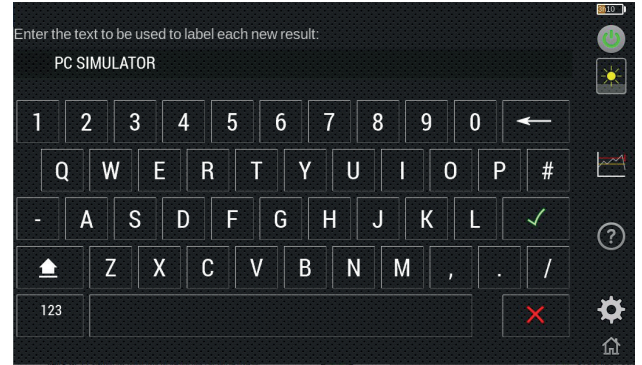 3610
Enter the text to be used to label each new result:
PC SIMULATOR
1 2 3 4 5 6 7 8 9 0
Q W E R T Y U I O P #
- A S D F G H J K L
Z X C V B N M , . /
123
?